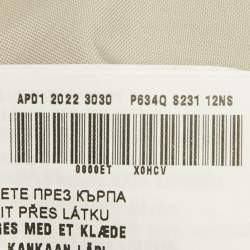 APD1 2022 3030 P634Q S231 12NS
0000ET X0HCV
ЕТЕ ПРЕЗ КЪРПА
IT PŘES LÁTKU
GES MED ET KLÆDE
KANKAAN LÄPI